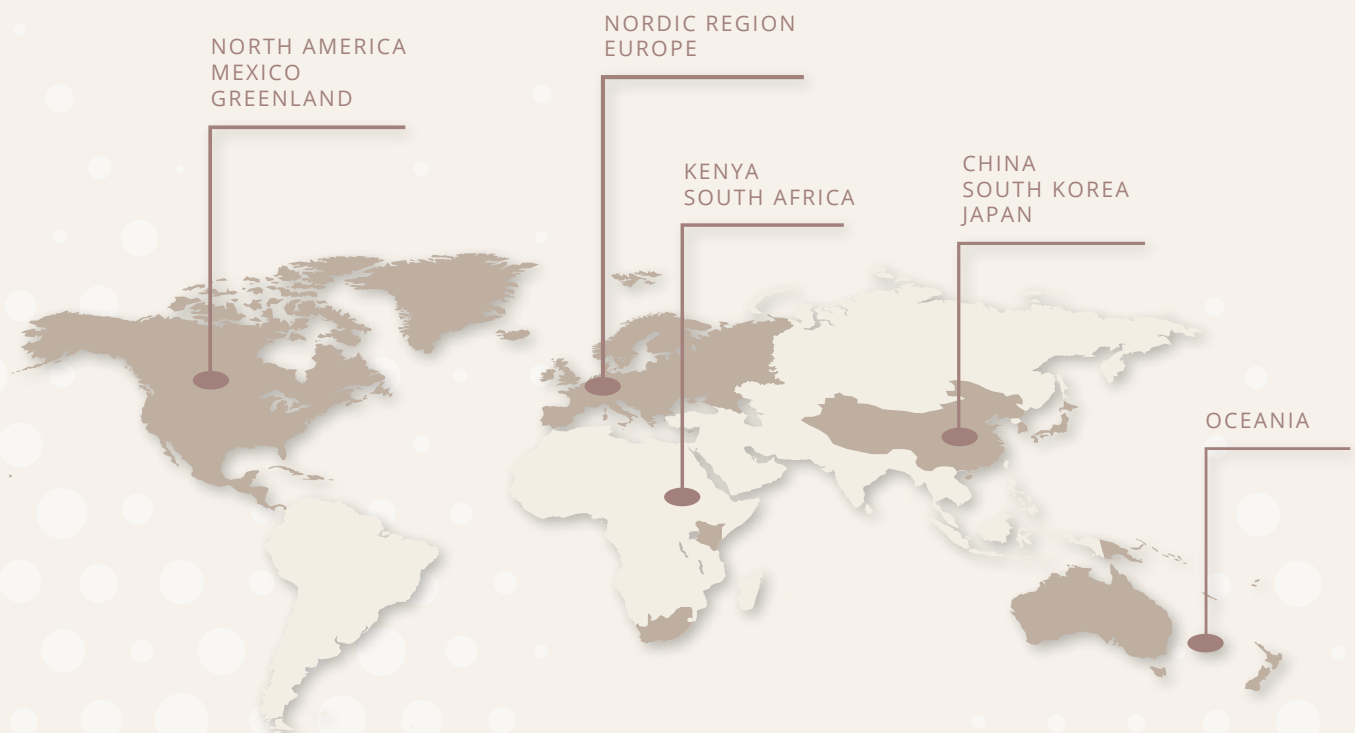 NORTH AMERICA
MEXICO
GREENLAND
NORDIC REGION
EUROPE
KENYA
SOUTH AFRICA
CHINA
SOUTH KOREA
JAPAN
OCEANIA